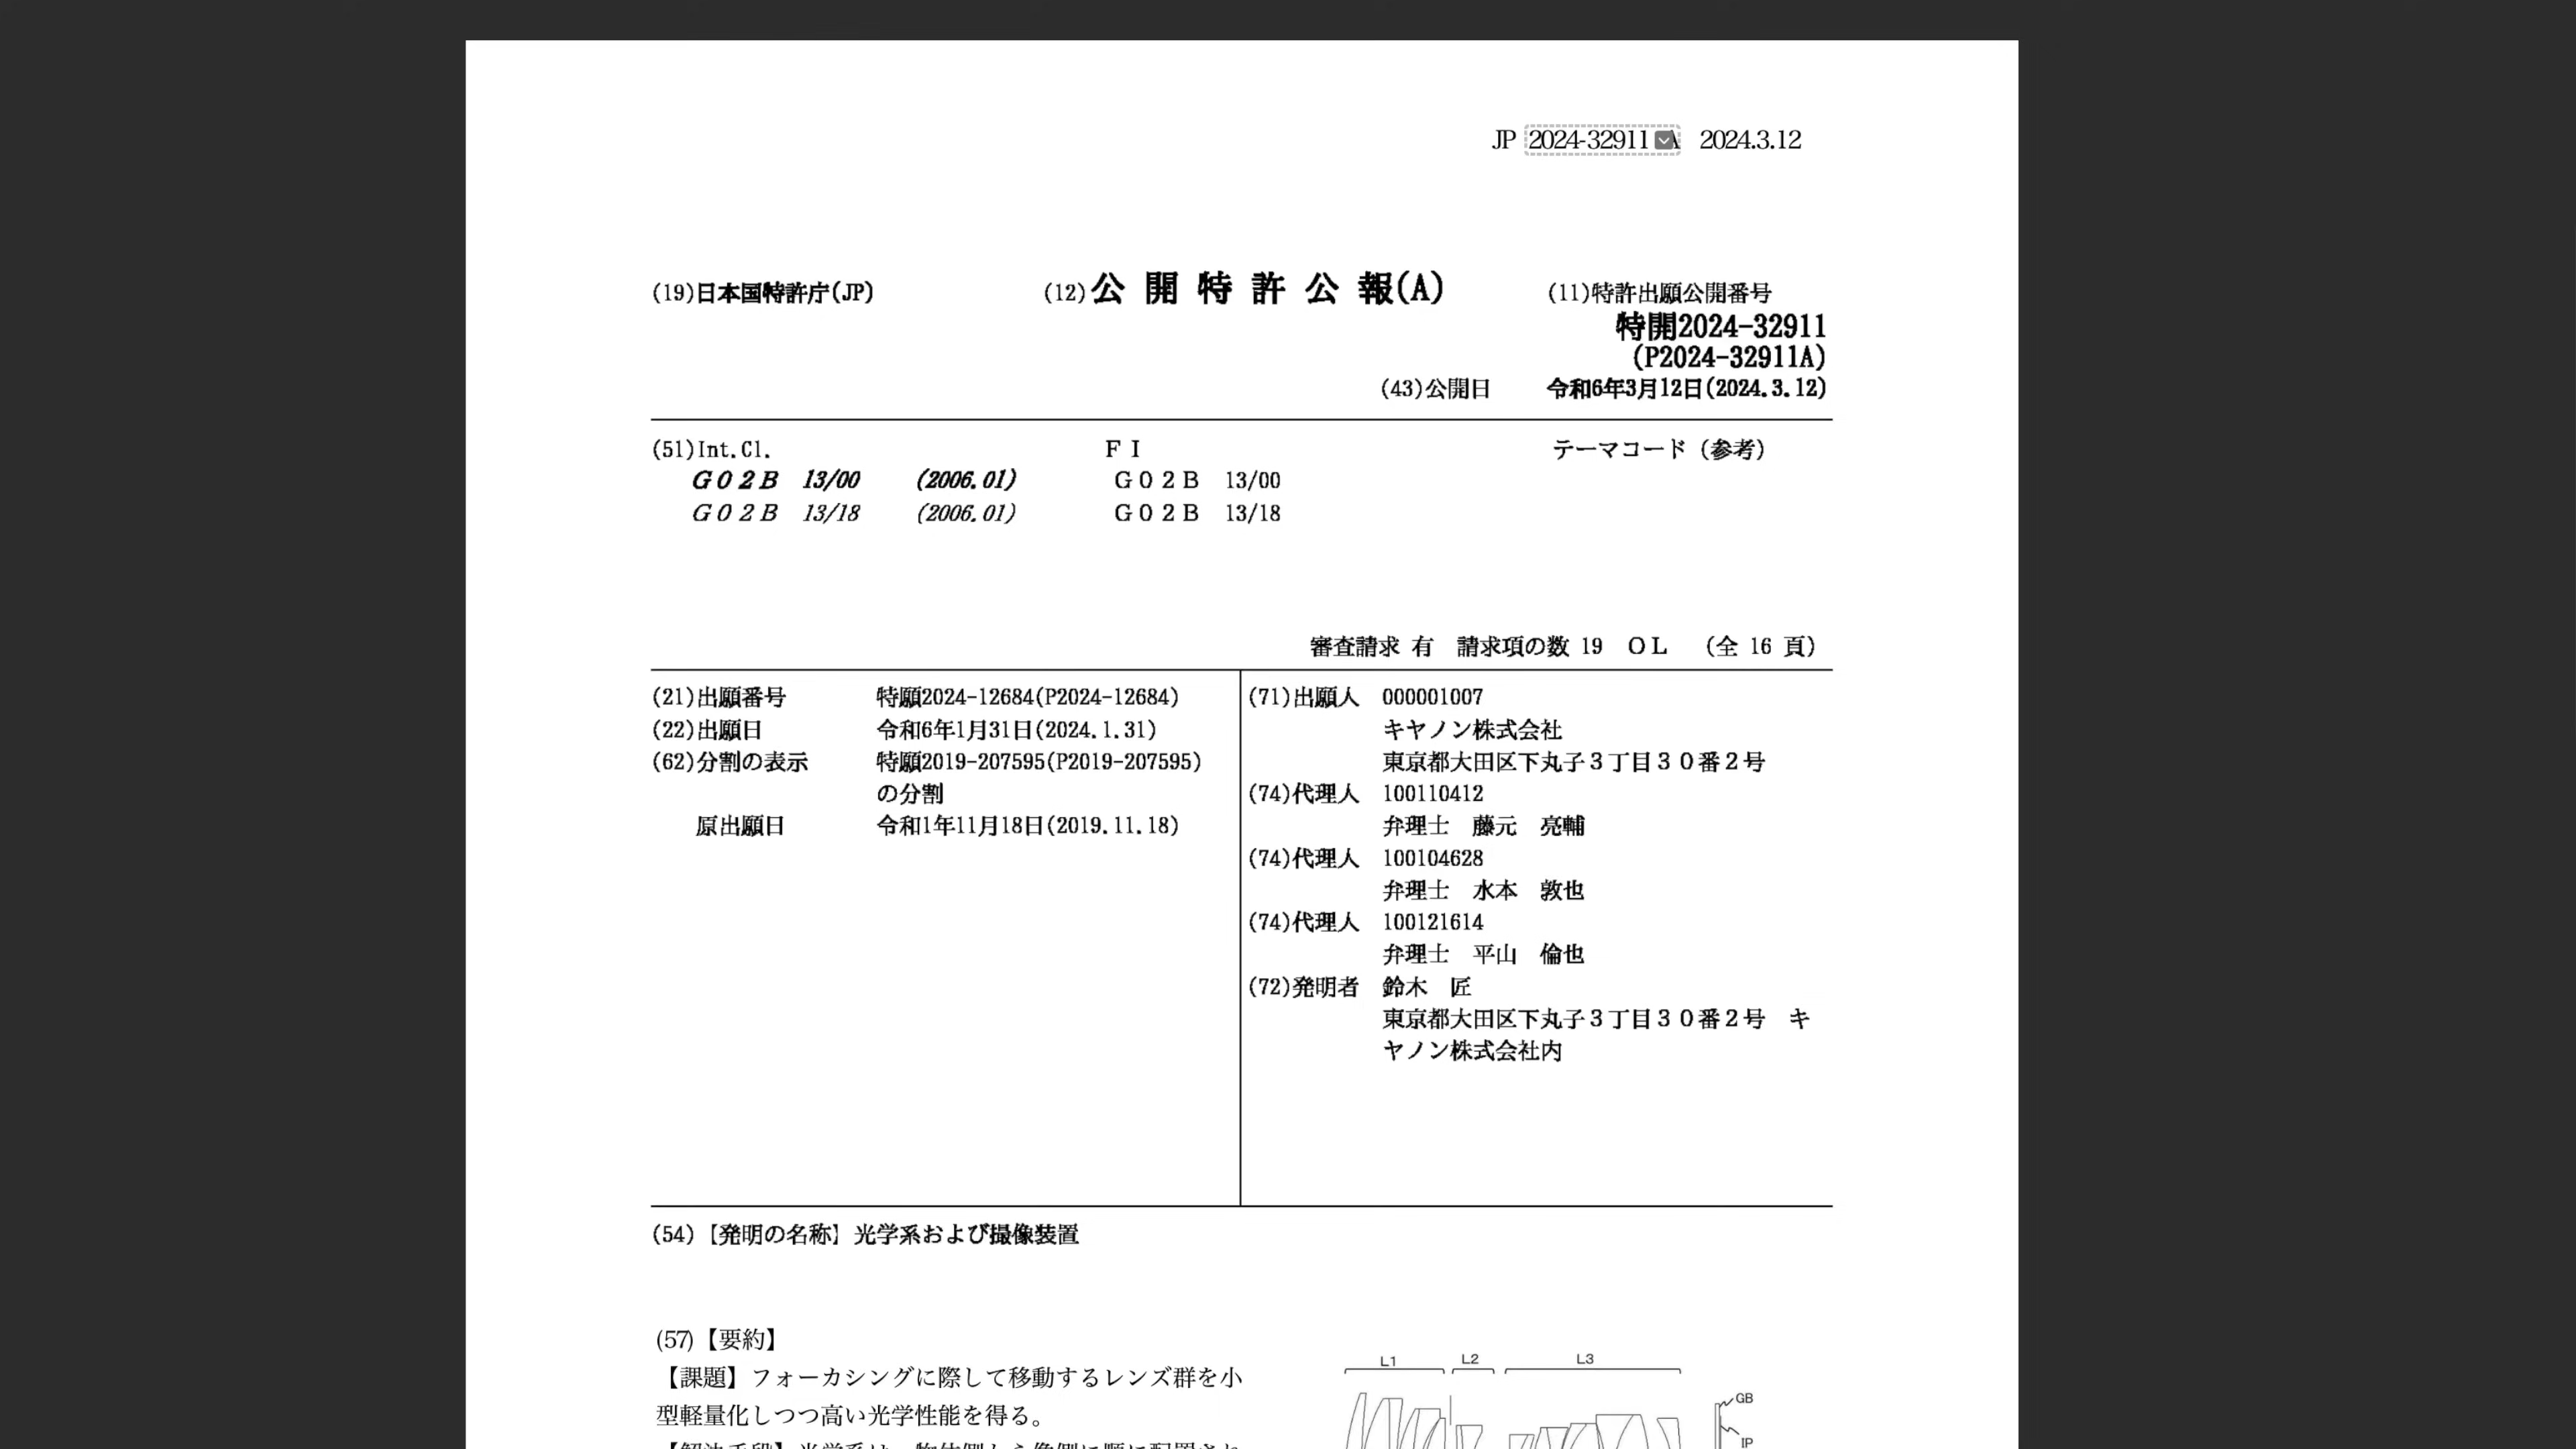 JP 2024-32911 A 2024.3.12
(19)日本国特許庁(JP) (12)公開特許公報(A) (11)特許出願公開番号
特開2024-32911
(P2024-32911A)
(43)公開日 令和6年3月12日(2024.3.12)
(51)Int.Cl. FI テーマコード(参考)
G02B 13/00 (2006.01) G02B 13/00
G02B 13/18 (2006.01) G02B 13/18
審査請求 有 請求項の数 19 OL (全 16 頁)
(21)出願番号 特願2024-12684(P2024-12684)
(22)出願日 令和6年1月31日(2024.1.31)
(62)分割の表示 特願2019-207595(P2019-207595)
の分割
原出願日 令和1年11月18日(2019.11.18)
(71)出願人 000001007
キヤノン株式会社
東京都大田区下丸子3丁目30番2号
(74)代理人 100110412
弁理士 藤元 亮輔
(74)代理人 100104628
弁理士 水本 敦也
(74)代理人 100121614
弁理士 平山 倫也
(72)発明者 鈴木 匠
東京都大田区下丸子3丁目30番2号 キ
ヤノン株式会社内
(54)【発明の名称】光学系および撮像装置
(57)【要約】
【課題】フォーカシングに際して移動するレンズ群を小
型軽量化しつつ高い光学性能を得る。
L1 L2 L3
GB
IP